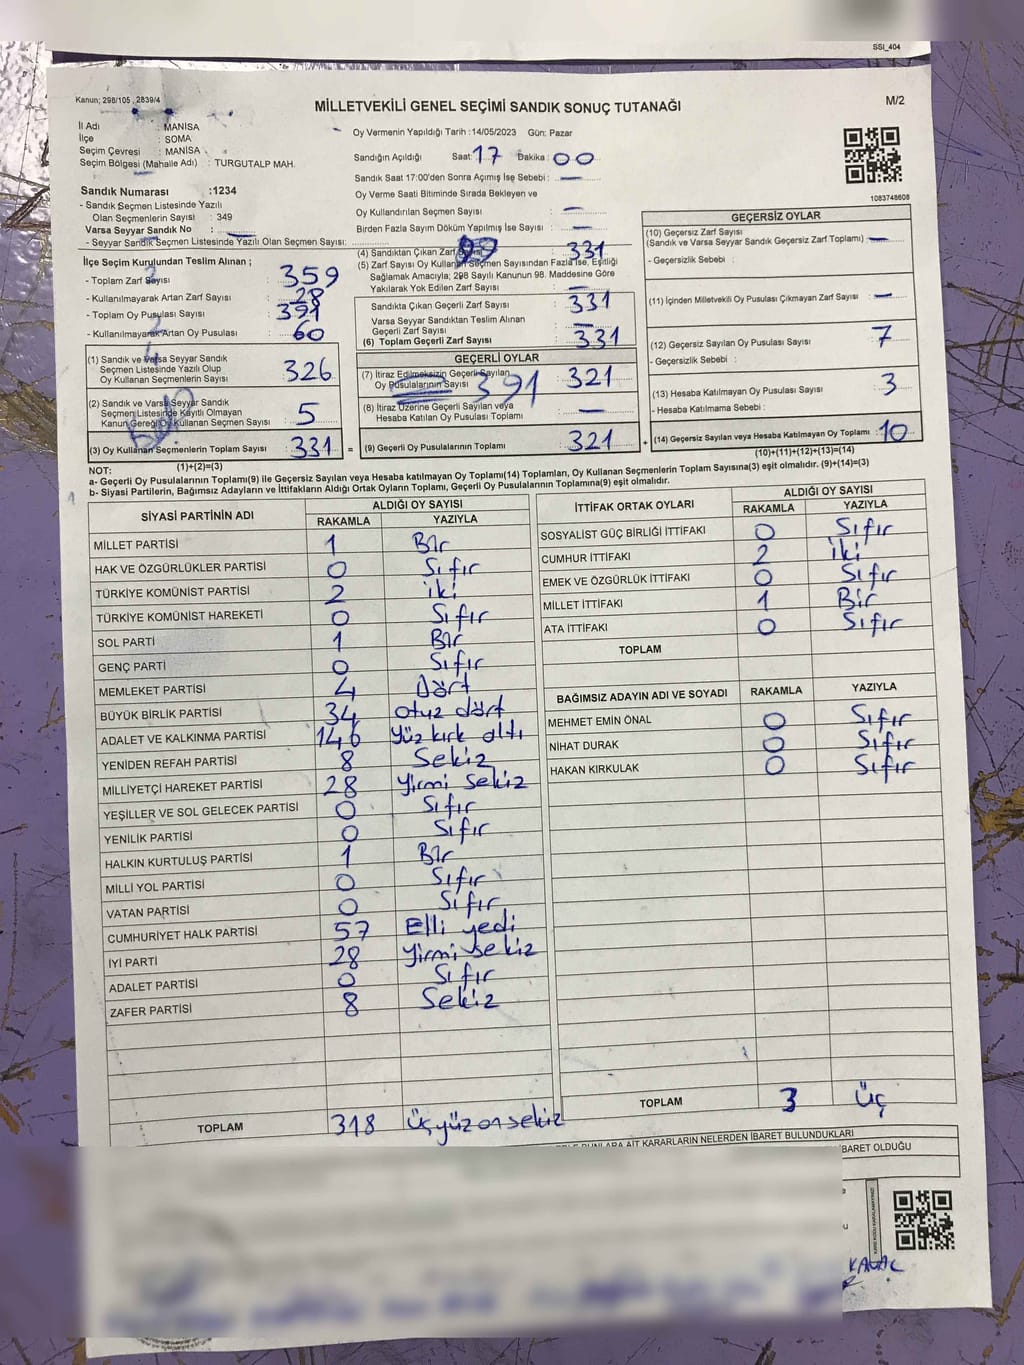 SSI_404
Kanun; 298/105 , 2839/4
MİLLETVEKİLİ GENEL SEÇİMİ SANDIK SONUÇ TUTANAĞI
M/2
İl Adı : MANİSA
İlçe : SOMA
Seçim Çevresi : MANİSA
Seçim Bölgesi (Mahalle Adı) : TURGUTALP MAH.
Sandık Numarası :1234
- Sandık Seçmen Listesinde Yazılı
Olan Seçmenlerin Sayısı : 349
Varsa Seyyar Sandık No : —
- Seyyar Sandık Seçmen Listesinde Yazılı Olan Seçmen Sayısı:
Oy Vermenin Yapıldığı Tarih :14/05/2023 Gün: Pazar
Sandığın Açıldığı Saat: 17 Dakika: 00
Sandık Saat 17:00'den Sonra Açımış İse Sebebi : —
Oy Verme Saati Bitiminde Sırada Bekleyen ve
Oy Kullandırılan Seçmen Sayısı : —
Birden Fazla Sayım Döküm Yapılmış İse Sayısı : —
1083748608
İlçe Seçim Kurulundan Teslim Alınan ;
- Toplam Zarf Sayısı : 359
- Kullanılmayarak Artan Zarf Sayısı : 28
- Toplam Oy Pusulası Sayısı : 391
- Kullanılmayarak Artan Oy Pusulası : 60
(1) Sandık ve Varsa Seyyar Sandık
Seçmen Listesinde Yazılı Olup
Oy Kullanan Seçmenlerin Sayısı : 326
(2) Sandık ve Varsa Seyyar Sandık
Seçmen Listesinde Kayıtlı Olmayan
Kanun Gereği Oy Kullanan Seçmen Sayısı : 5
(3) Oy Kullanan Seçmenlerin Toplam Sayısı : 331 =
(1)+(2)=(3)
(4) Sandıktan Çıkan Zarf : 331
(5) Zarf Sayısı Oy Kullanan Seçmen Sayısından Fazla İse, Eşitliği
Sağlamak Amacıyla; 298 Sayılı Kanunun 98. Maddesine Göre
Yakılarak Yok Edilen Zarf Sayısı : —
Sandıkta Çıkan Geçerli Zarf Sayısı : 331
Varsa Seyyar Sandıktan Teslim Alınan
Geçerli Zarf Sayısı : —
(6) Toplam Geçerli Zarf Sayısı : 331
GEÇERLİ OYLAR
(7) İtiraz Edilmeksizin Geçerli Sayılan
Oy Pusulalarının Sayısı 391 : 321
(8) İtiraz Üzerine Geçerli Sayılan veya
Hesaba Katılan Oy Pusulası Toplamı : —
(9) Geçerli Oy Pusulalarının Toplamı : 321 +
GEÇERSİZ OYLAR
(10) Geçersiz Zarf Sayısı
(Sandık ve Varsa Seyyar Sandık Geçersiz Zarf Toplamı) : —
- Geçersizlik Sebebi :
(11) İçinden Milletvekili Oy Pusulası Çıkmayan Zarf Sayısı : —
(12) Geçersiz Sayılan Oy Pusulası Sayısı : 7
- Geçersizlik Sebebi :
(13) Hesaba Katılmayan Oy Pusulası Sayısı : 3
- Hesaba Katılmama Sebebi :
(14) Geçersiz Sayılan veya Hesaba Katılmayan Oy Toplamı : 10
(10)+(11)+(12)+(13)=(14)
NOT:
a- Geçerli Oy Pusulalarının Toplamı(9) ile Geçersiz Sayılan veya Hesaba Katılmayan Oy Toplamı(14) Toplamları, Oy Kullanan Seçmenlerin Toplam Sayısına(3) eşit olmalıdır. (9)+(14)=(3)
b- Siyasi Partilerin, Bağımsız Adayların ve İttifakların Aldığı Ortak Oyların Toplamı, Geçerli Oy Pusulalarının Toplamına(9) eşit olmalıdır.
SİYASİ PARTİNİN ADI ALDIĞI OY SAYISI
RAKAMLA YAZIYLA
MİLLET PARTİSİ 1 Bir
HAK VE ÖZGÜRLÜKLER PARTİSİ 0 Sıfır
TÜRKİYE KOMÜNİST PARTİSİ 2 iki
TÜRKİYE KOMÜNİST HAREKETİ 0 Sıfır
SOL PARTİ 1 Bir
GENÇ PARTİ 0 Sıfır
MEMLEKET PARTİSİ 4 Dört
BÜYÜK BİRLİK PARTİSİ 34 otuz dört
ADALET VE KALKINMA PARTİSİ 146 Yüz kırk altı
YENİDEN REFAH PARTİSİ 8 Sekiz
MİLLİYETÇİ HAREKET PARTİSİ 28 Yirmi sekiz
YEŞİLLER VE SOL GELECEK PARTİSİ 0 Sıfır
YENİLİK PARTİSİ 0 Sıfır
HALKIN KURTULUŞ PARTİSİ 1 Bir
MİLLİ YOL PARTİSİ 0 Sıfır
VATAN PARTİSİ 0 Sıfır
CUMHURİYET HALK PARTİSİ 57 Elli yedi
İYİ PARTİ 28 Yirmi sekiz
ADALET PARTİSİ 0 Sıfır
ZAFER PARTİSİ 8 Sekiz
TOPLAM 318 üçyüz onsekiz
İTTİFAK ORTAK OYLARI ALDIĞI OY SAYISI
RAKAMLA YAZIYLA
SOSYALİST GÜÇ BİRLİĞİ İTTİFAKI 0 Sıfır
CUMHUR İTTİFAKI 2 iki
EMEK VE ÖZGÜRLÜK İTTİFAKI 0 Sıfır
MİLLET İTTİFAKI 1 Bir
ATA İTTİFAKI 0 Sıfır
TOPLAM
BAĞIMSIZ ADAYIN ADI VE SOYADI RAKAMLA YAZIYLA
MEHMET EMİN ÖNAL 0 Sıfır
NİHAT DURAK 0 Sıfır
HAKAN KIRKULAK 0 Sıfır
TOPLAM 3 üç
BUNLARA AİT KARARLARIN NELERDEN İBARET BULUNDUKLARI
BARET OLDUĞU